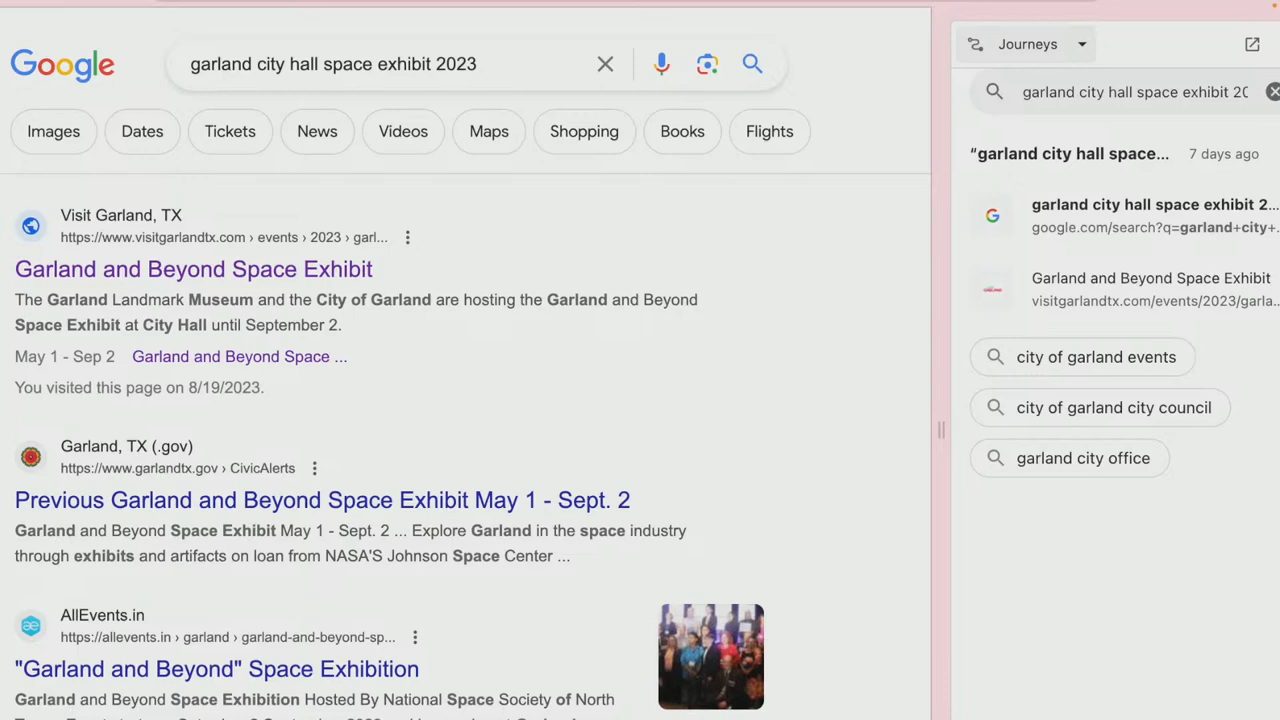 Google
garland city hall space exhibit 2023
Images
Dates
Tickets
News
Videos
Maps
Shopping
Books
Flights
Visit Garland, TX
https://www.visitgarlandtx.com › events › 2023 › garl...
Garland and Beyond Space Exhibit
The Garland Landmark Museum and the City of Garland are hosting the Garland and Beyond
Space Exhibit at City Hall until September 2.
May 1 - Sep 2 Garland and Beyond Space ...
You visited this page on 8/19/2023.
Garland, TX (.gov)
https://www.garlandtx.gov › CivicAlerts
Previous Garland and Beyond Space Exhibit May 1 - Sept. 2
Garland and Beyond Space Exhibit May 1 - Sept. 2 ... Explore Garland in the space industry
through exhibits and artifacts on loan from NASA'S Johnson Space Center ...
AllEvents.in
https://allevents.in › garland › garland-and-beyond-sp...
"Garland and Beyond" Space Exhibition
Garland and Beyond Space Exhibition Hosted By National Space Society of North
Journeys
garland city hall space exhibit 20
"garland city hall space... 7 days ago
garland city hall space exhibit 2...
google.com/search?q=garland+city+...
Garland and Beyond Space Exhibit
visitgarlandtx.com/events/2023/garla...
city of garland events
city of garland city council
garland city office